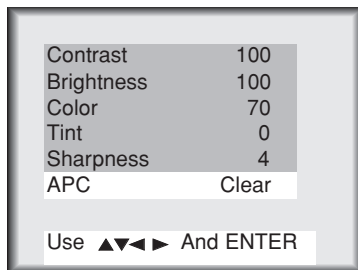 Contrast 100
Brightness 100
Color 70
Tint 0
Sharpness 4
APC Clear
Use ▲▼◄ ► And ENTER